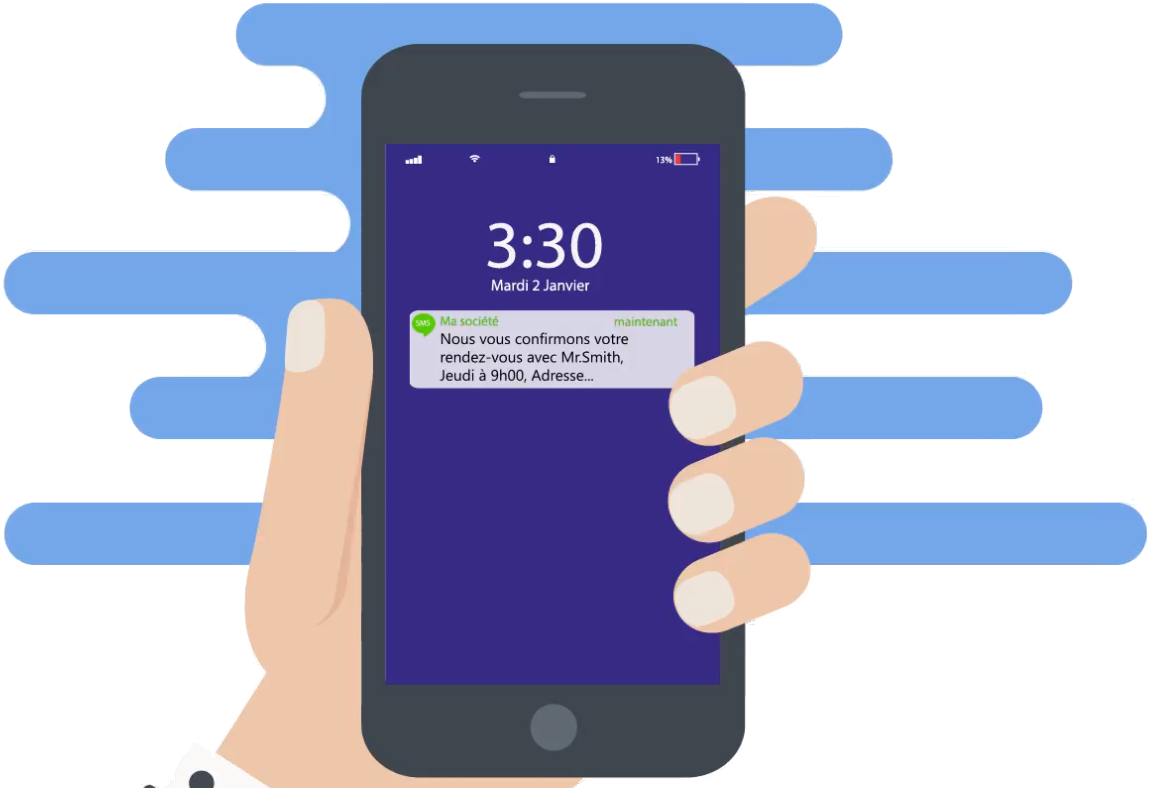 13%
3:30
Mardi 2 Janvier
SMS Ma société maintenant
Nous vous confirmons votre
rendez-vous avec Mr.Smith,
Jeudi à 9h00, Adresse...